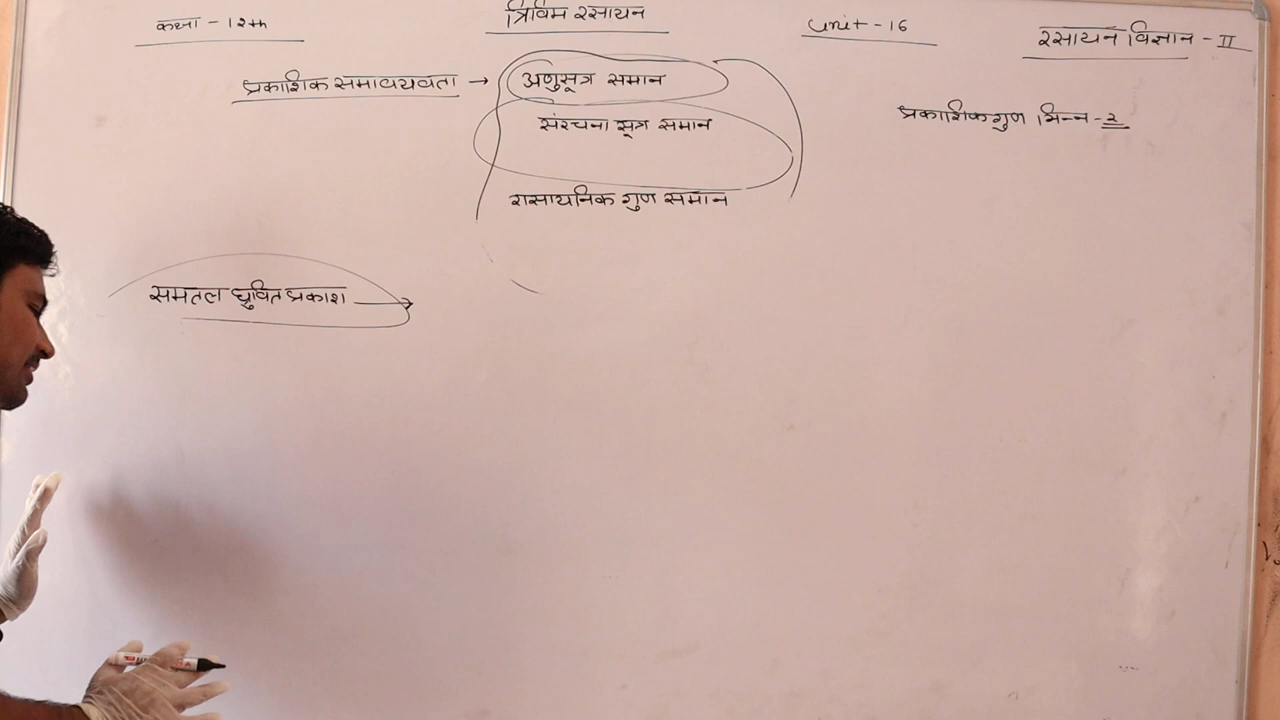 कक्षा - 12th
त्रिविम रसायन
Unit - 16
रसायन विज्ञान - II
प्रकाशिक समावयवता → अणुसूत्र समान
संरचना सूत्र समान
रासायनिक गुण समान
प्रकाशिक गुण भिन्न - २
समतल ध्रुवित प्रकाश →